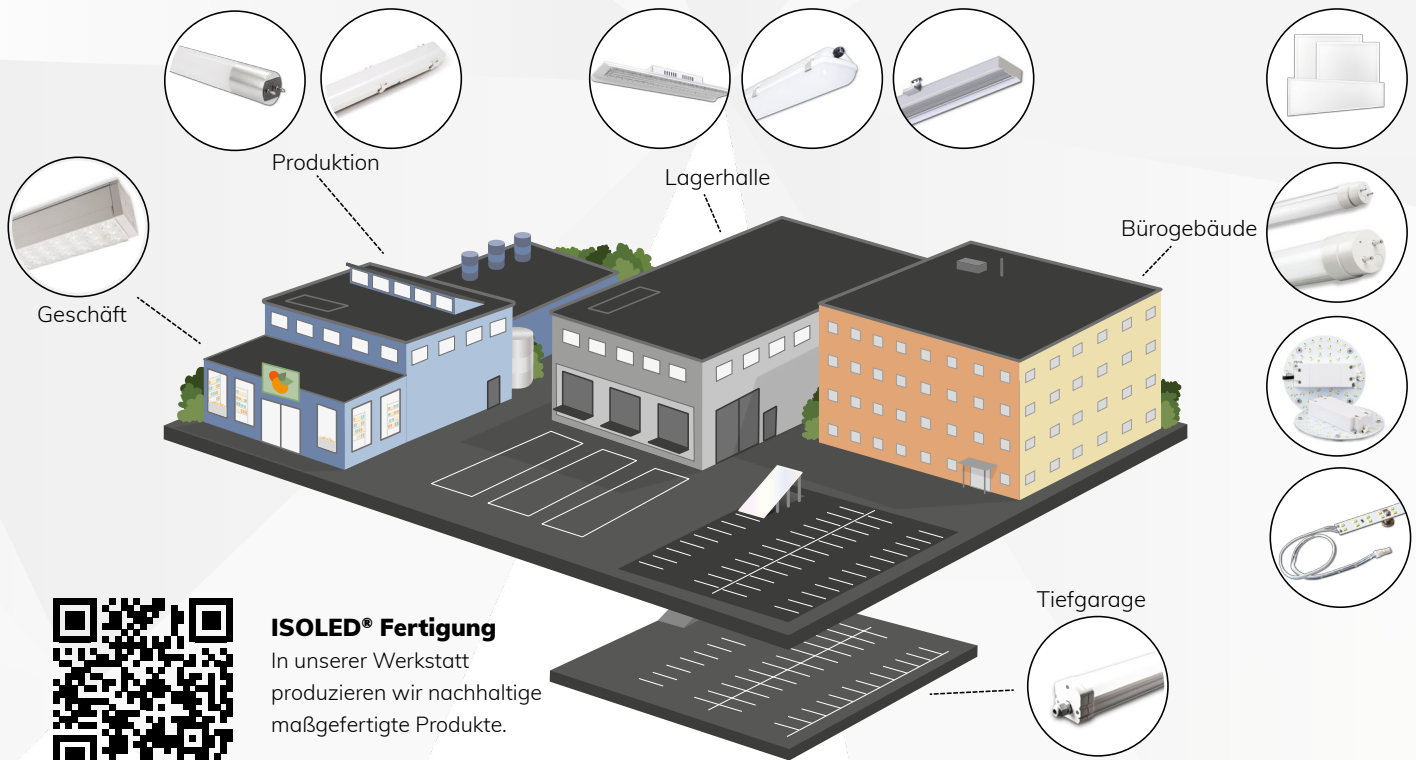 Produktion
Lagerhalle
Bürogebäude
Geschäft
Tiefgarage
ISOLED® Fertigung
In unserer Werkstatt
produzieren wir nachhaltige
maßgefertigte Produkte.